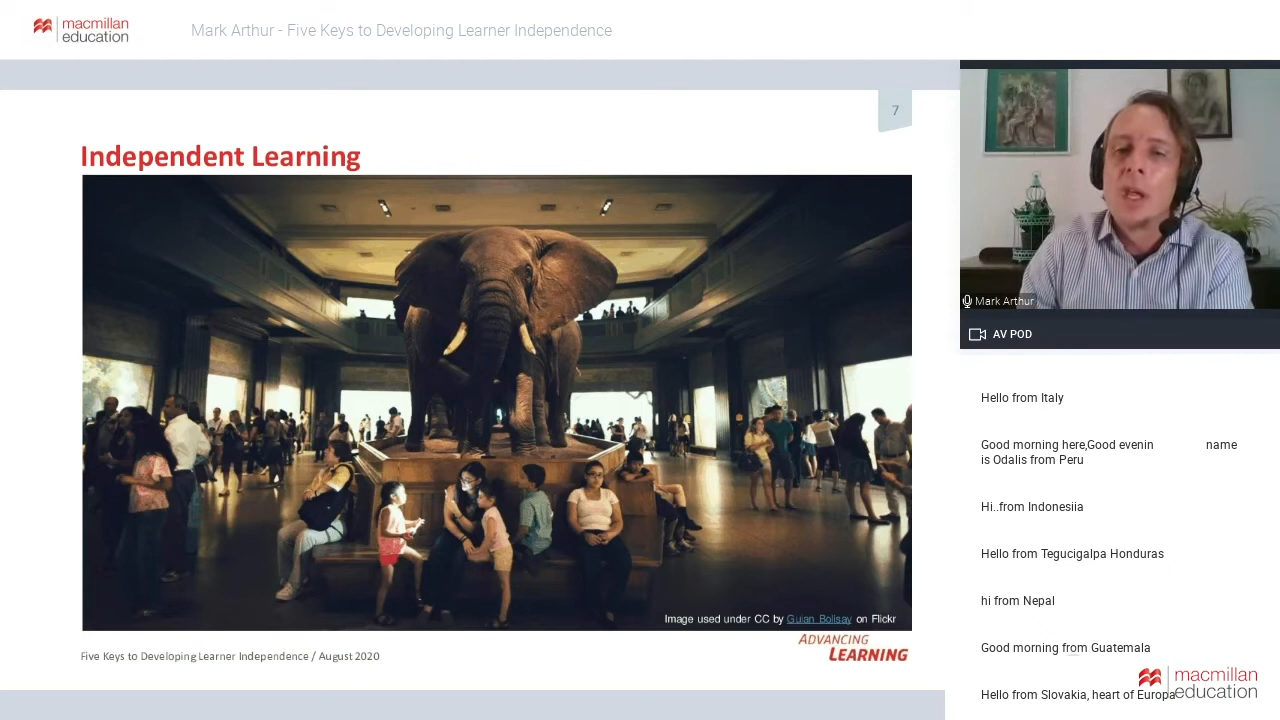 macmillan
education
Mark Arthur - Five Keys to Developing Learner Independence
7
Independent Learning
Image used under CC by Guian Bolisay on Flickr
ADVANCING
LEARNING
Five Keys to Developing Learner Independence / August 2020
Mark Arthur
AV POD
Hello from Italy
Good morning here,Good evenin name
is Odalis from Peru
Hi..from Indonesiia
Hello from Tegucigalpa Honduras
hi from Nepal
Good morning from Guatemala
Hello from Slovakia, heart of Europa
macmillan
education